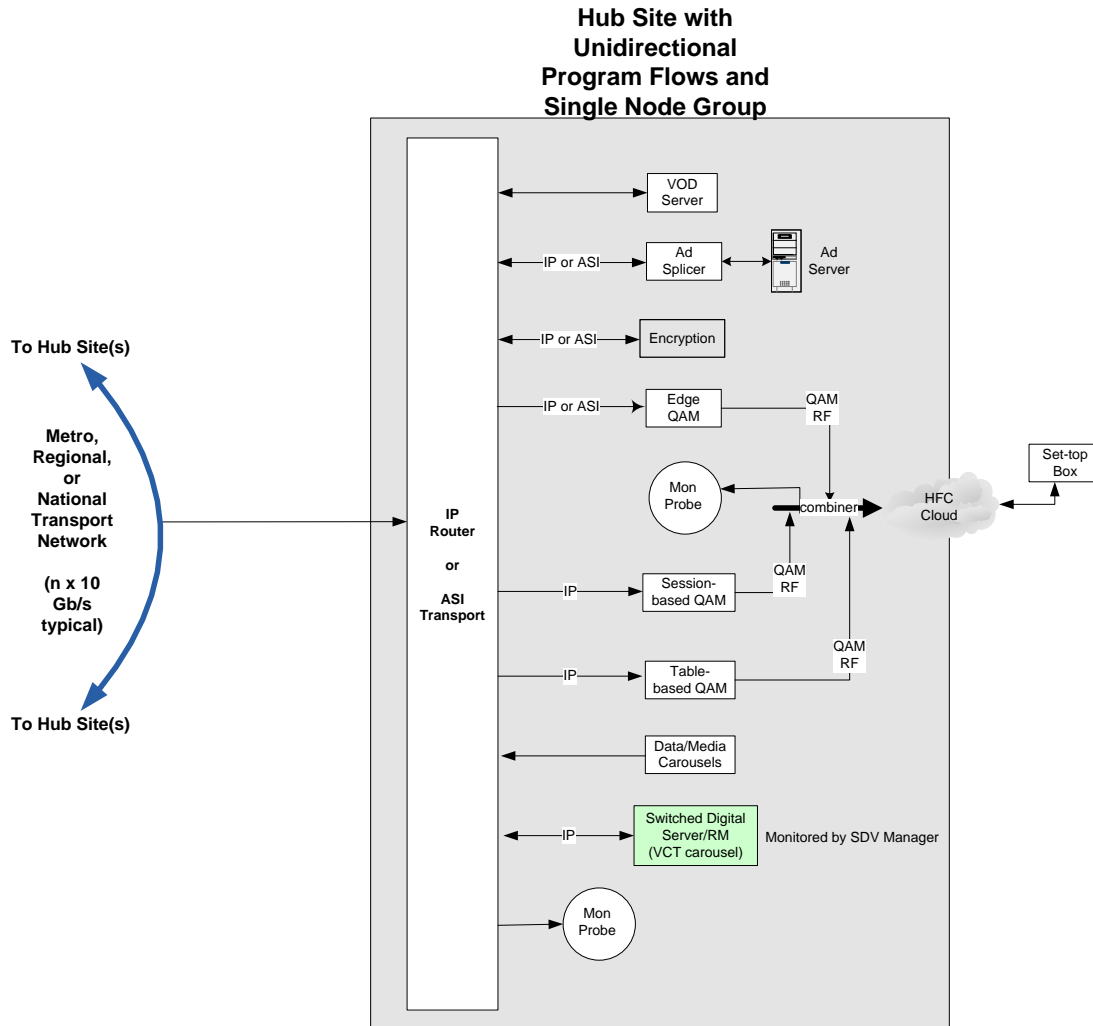 Hub Site with
Unidirectional
Program Flows and
Single Node Group
VOD
Server
IP or ASI
Ad
Splicer
Ad
Server
IP or ASI
Encryption
To Hub Site(s)
IP or ASI
Edge
QAM
QAM
RF
Metro,
Regional,
or
National
Transport
Network
(n x 10
Gb/s
typical)
Set-top
Box
Mon
Probe
combiner
HFC
Cloud
IP
Router
or
ASI
Transport
QAM
RF
IP
Session-
based QAM
QAM
RF
IP
Table-
based QAM
To Hub Site(s)
Data/Media
Carousels
IP
Switched Digital
Server/RM
(VCT carousel)
Monitored by SDV Manager
Mon
Probe